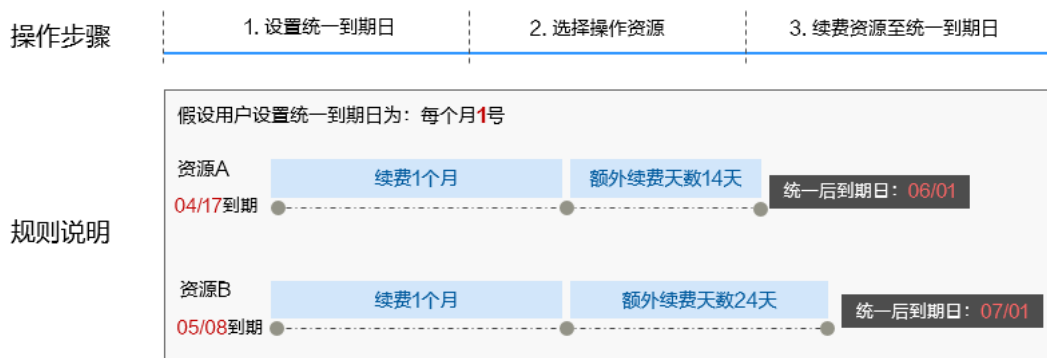 操作步骤
1. 设置统一到期日
2. 选择操作资源
3. 续费资源至统一到期日
规则说明
假设用户设置统一到期日为：每个月1号
资源A
04/17到期
续费1个月
额外续费天数14天
统一后到期日：06/01
资源B
05/08到期
续费1个月
额外续费天数24天
统一后到期日：07/01